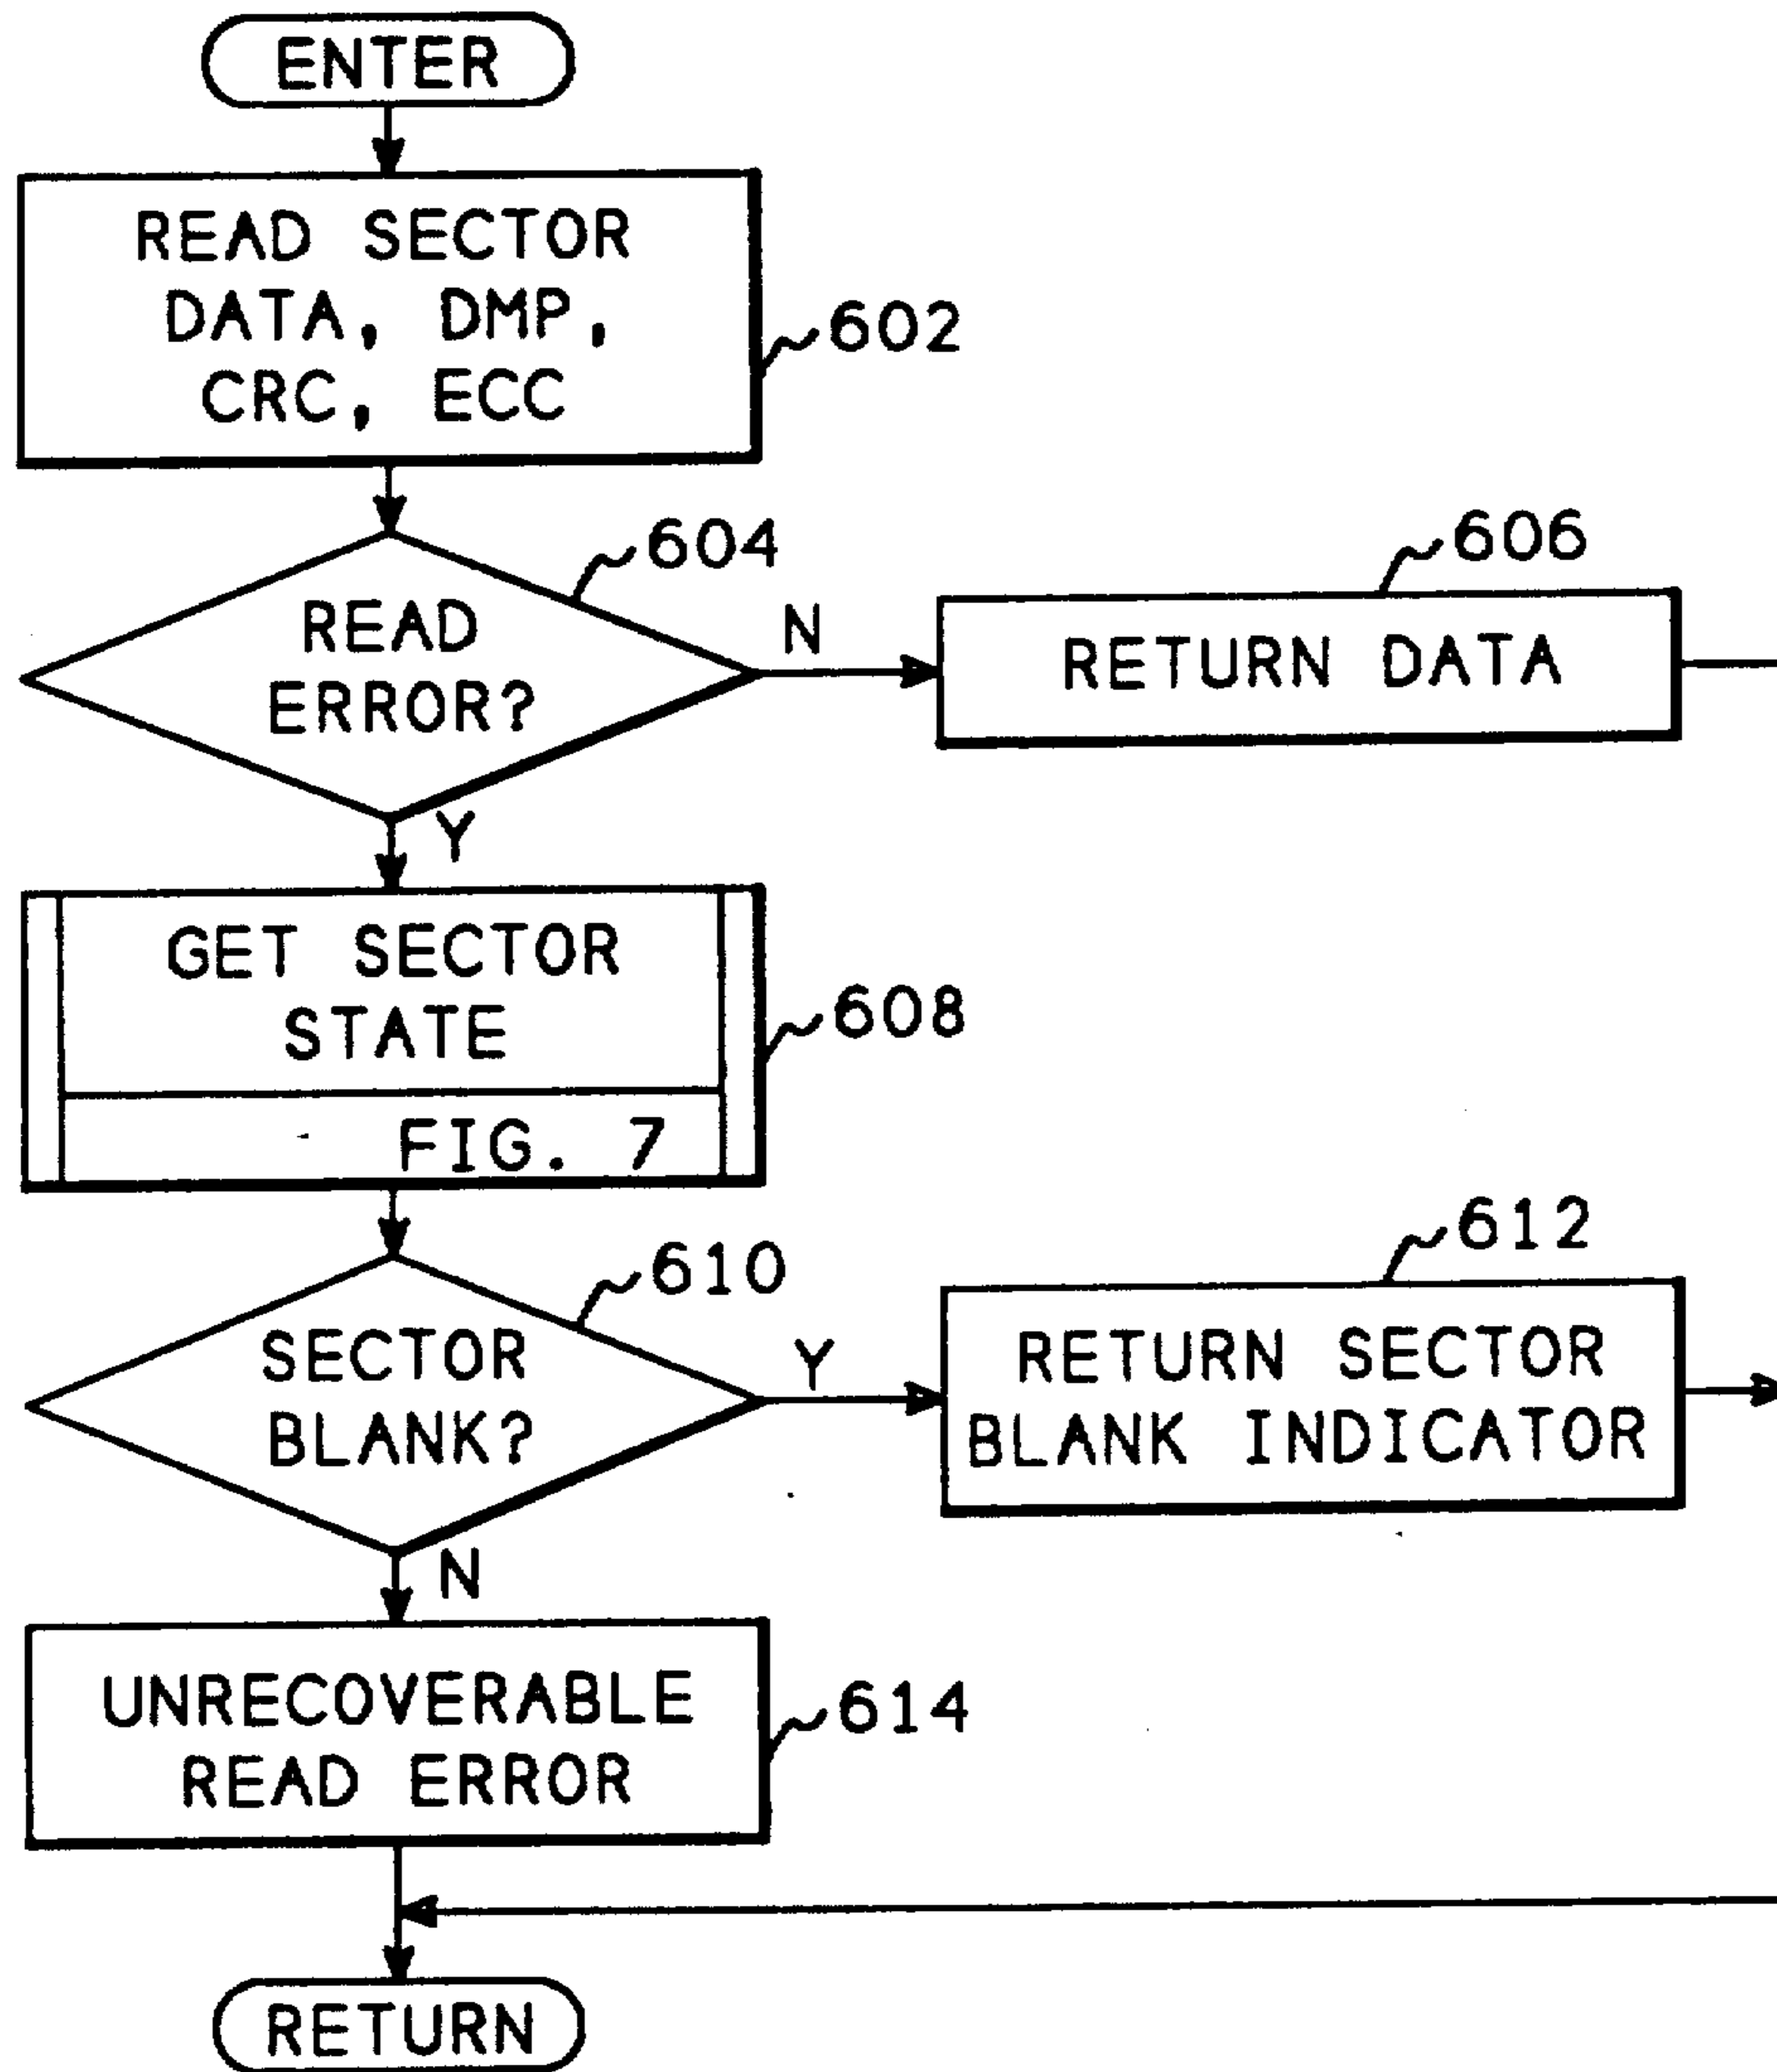 ENTER
READ SECTOR
DATA, DMP,
CRC, ECC
602
604
READ
ERROR?
N
606
RETURN DATA
Y
GET SECTOR
STATE
FIG. 7
608
610
SECTOR
BLANK?
Y
612
RETURN SECTOR
BLANK INDICATOR
N
UNRECOVERABLE
READ ERROR
614
RETURN